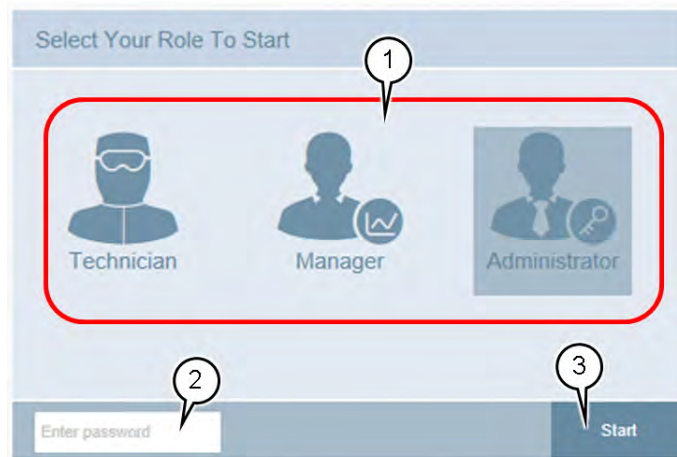 Select Your Role To Start
1
Technician Manager Administrator
2
3
Enter password
Start